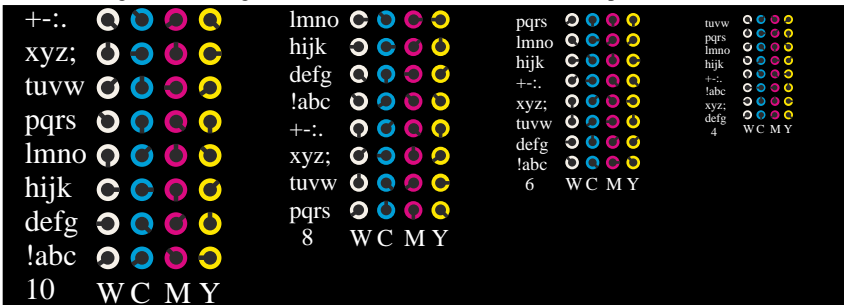 +-:.
xyz;
tuvw
pqrs
lmno
hijk
defg
!abc
10 W C M Y
lmno
hijk
defg
!abc
+-:.
xyz;
tuvw
pqrs
8 W C M Y
pqrs
lmno
hijk
+-:.
xyz;
tuvw
defg
!abc
6 W C M Y
tuvw
pqrs
lmno
hijk
+-:.
!abc
xyz;
defg
4 W C M Y